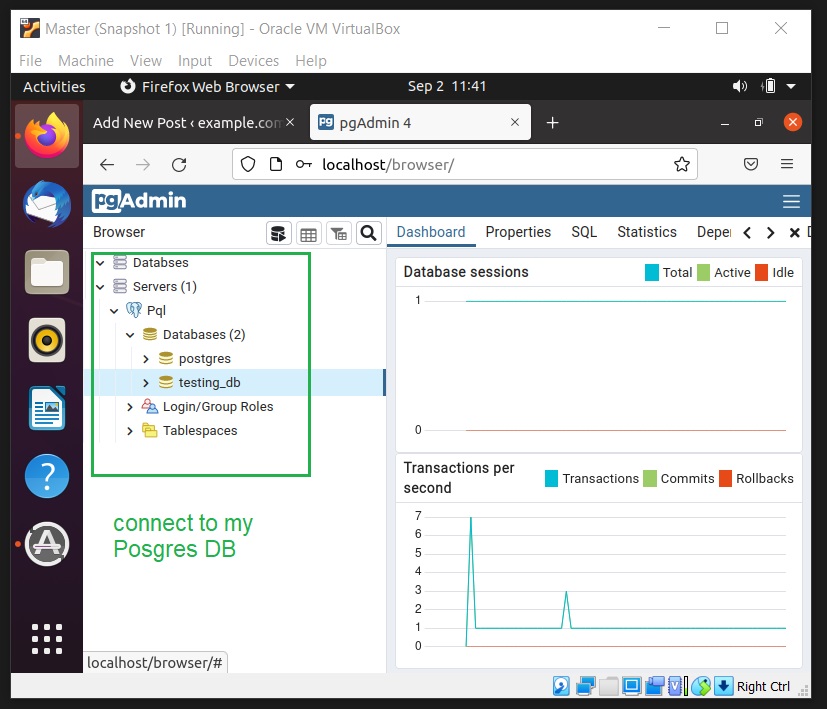 Master (Snapshot 1) [Running] - Oracle VM VirtualBox
File Machine View Input Devices Help
Activities Firefox Web Browser Sep 2 11:41
Add New Post ‹ example.com pgAdmin 4
localhost/browser/
pgAdmin
Browser Dashboard Properties SQL Statistics Depe
Databses
Servers (1)
Pql
Databases (2)
postgres
testing_db
Login/Group Roles
Tablespaces
connect to my
Posgres DB
Database sessions Total Active Idle
1
0
Transactions per
second
Transactions Commits Rollbacks
7
6
5
4
3
2
1
0
localhost/browser/#
Right Ctrl